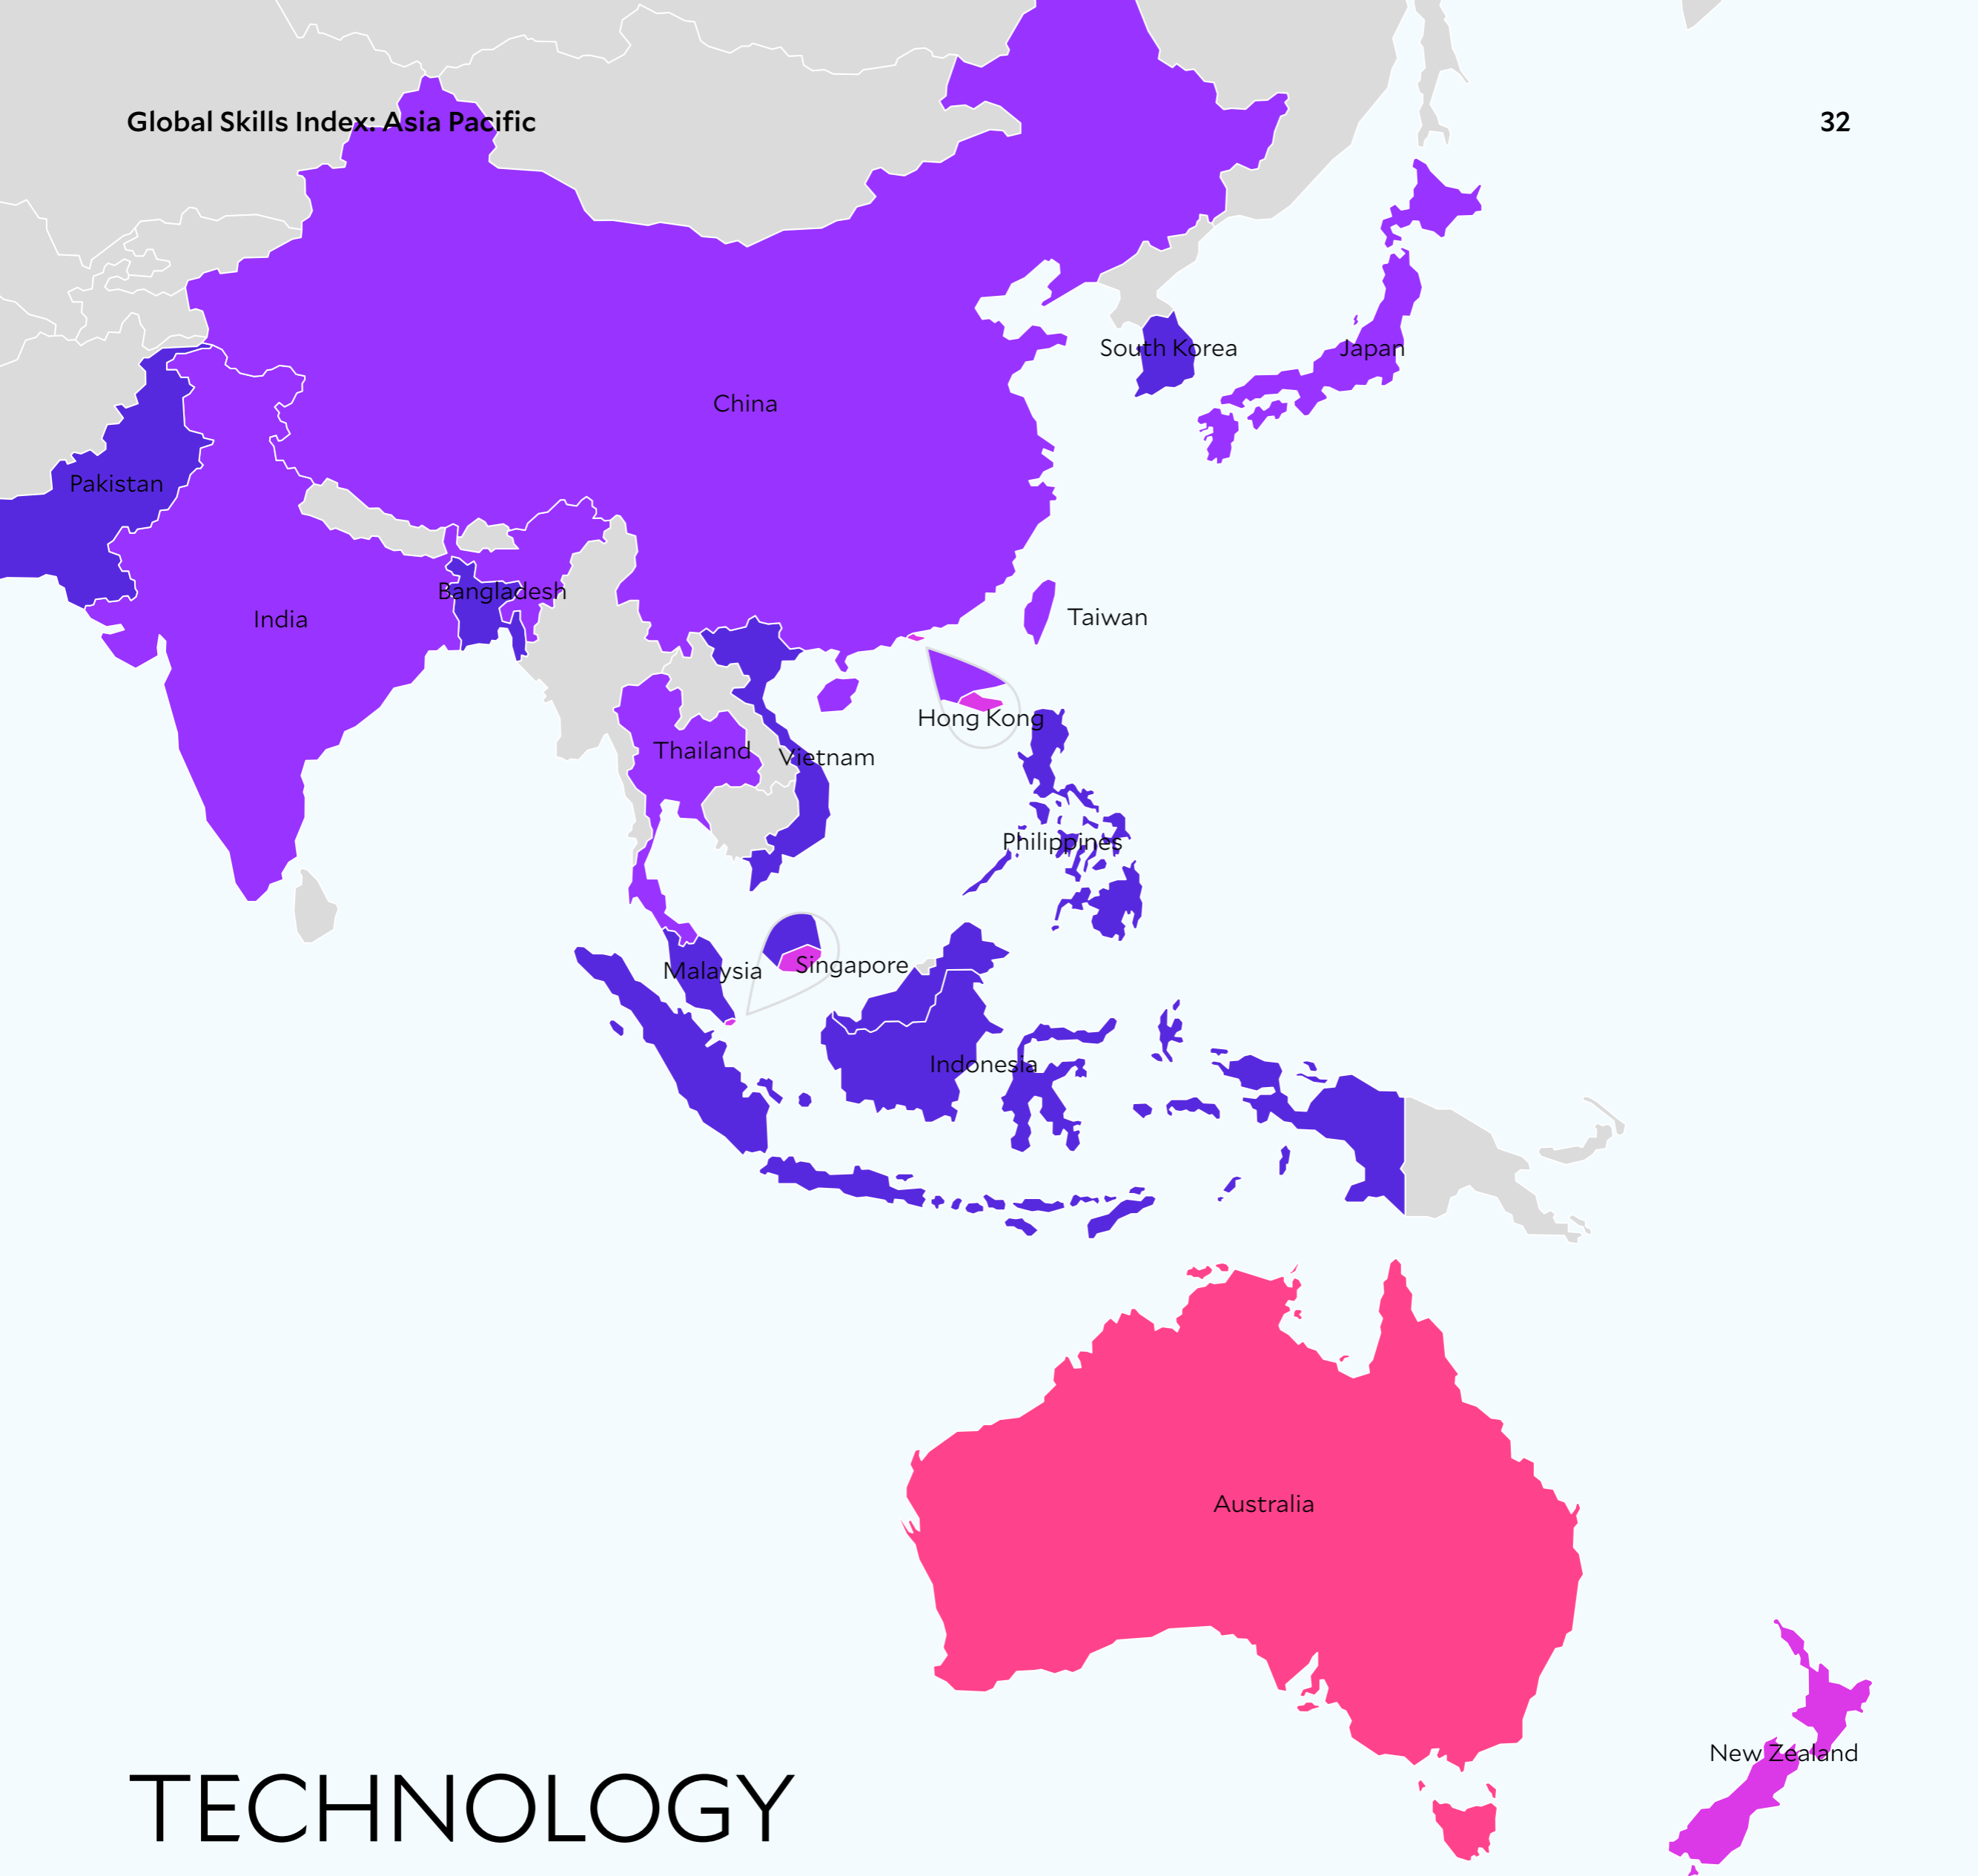 Global Skills Index: Asia Pacific
32
South Korea
Japan
China
Pakistan
Bangladesh
India
Taiwan
Hong Kong
Thailand
Vietnam
Philippines
Malaysia
Singapore
Indonesia
Australia
New Zealand
TECHNOLOGY